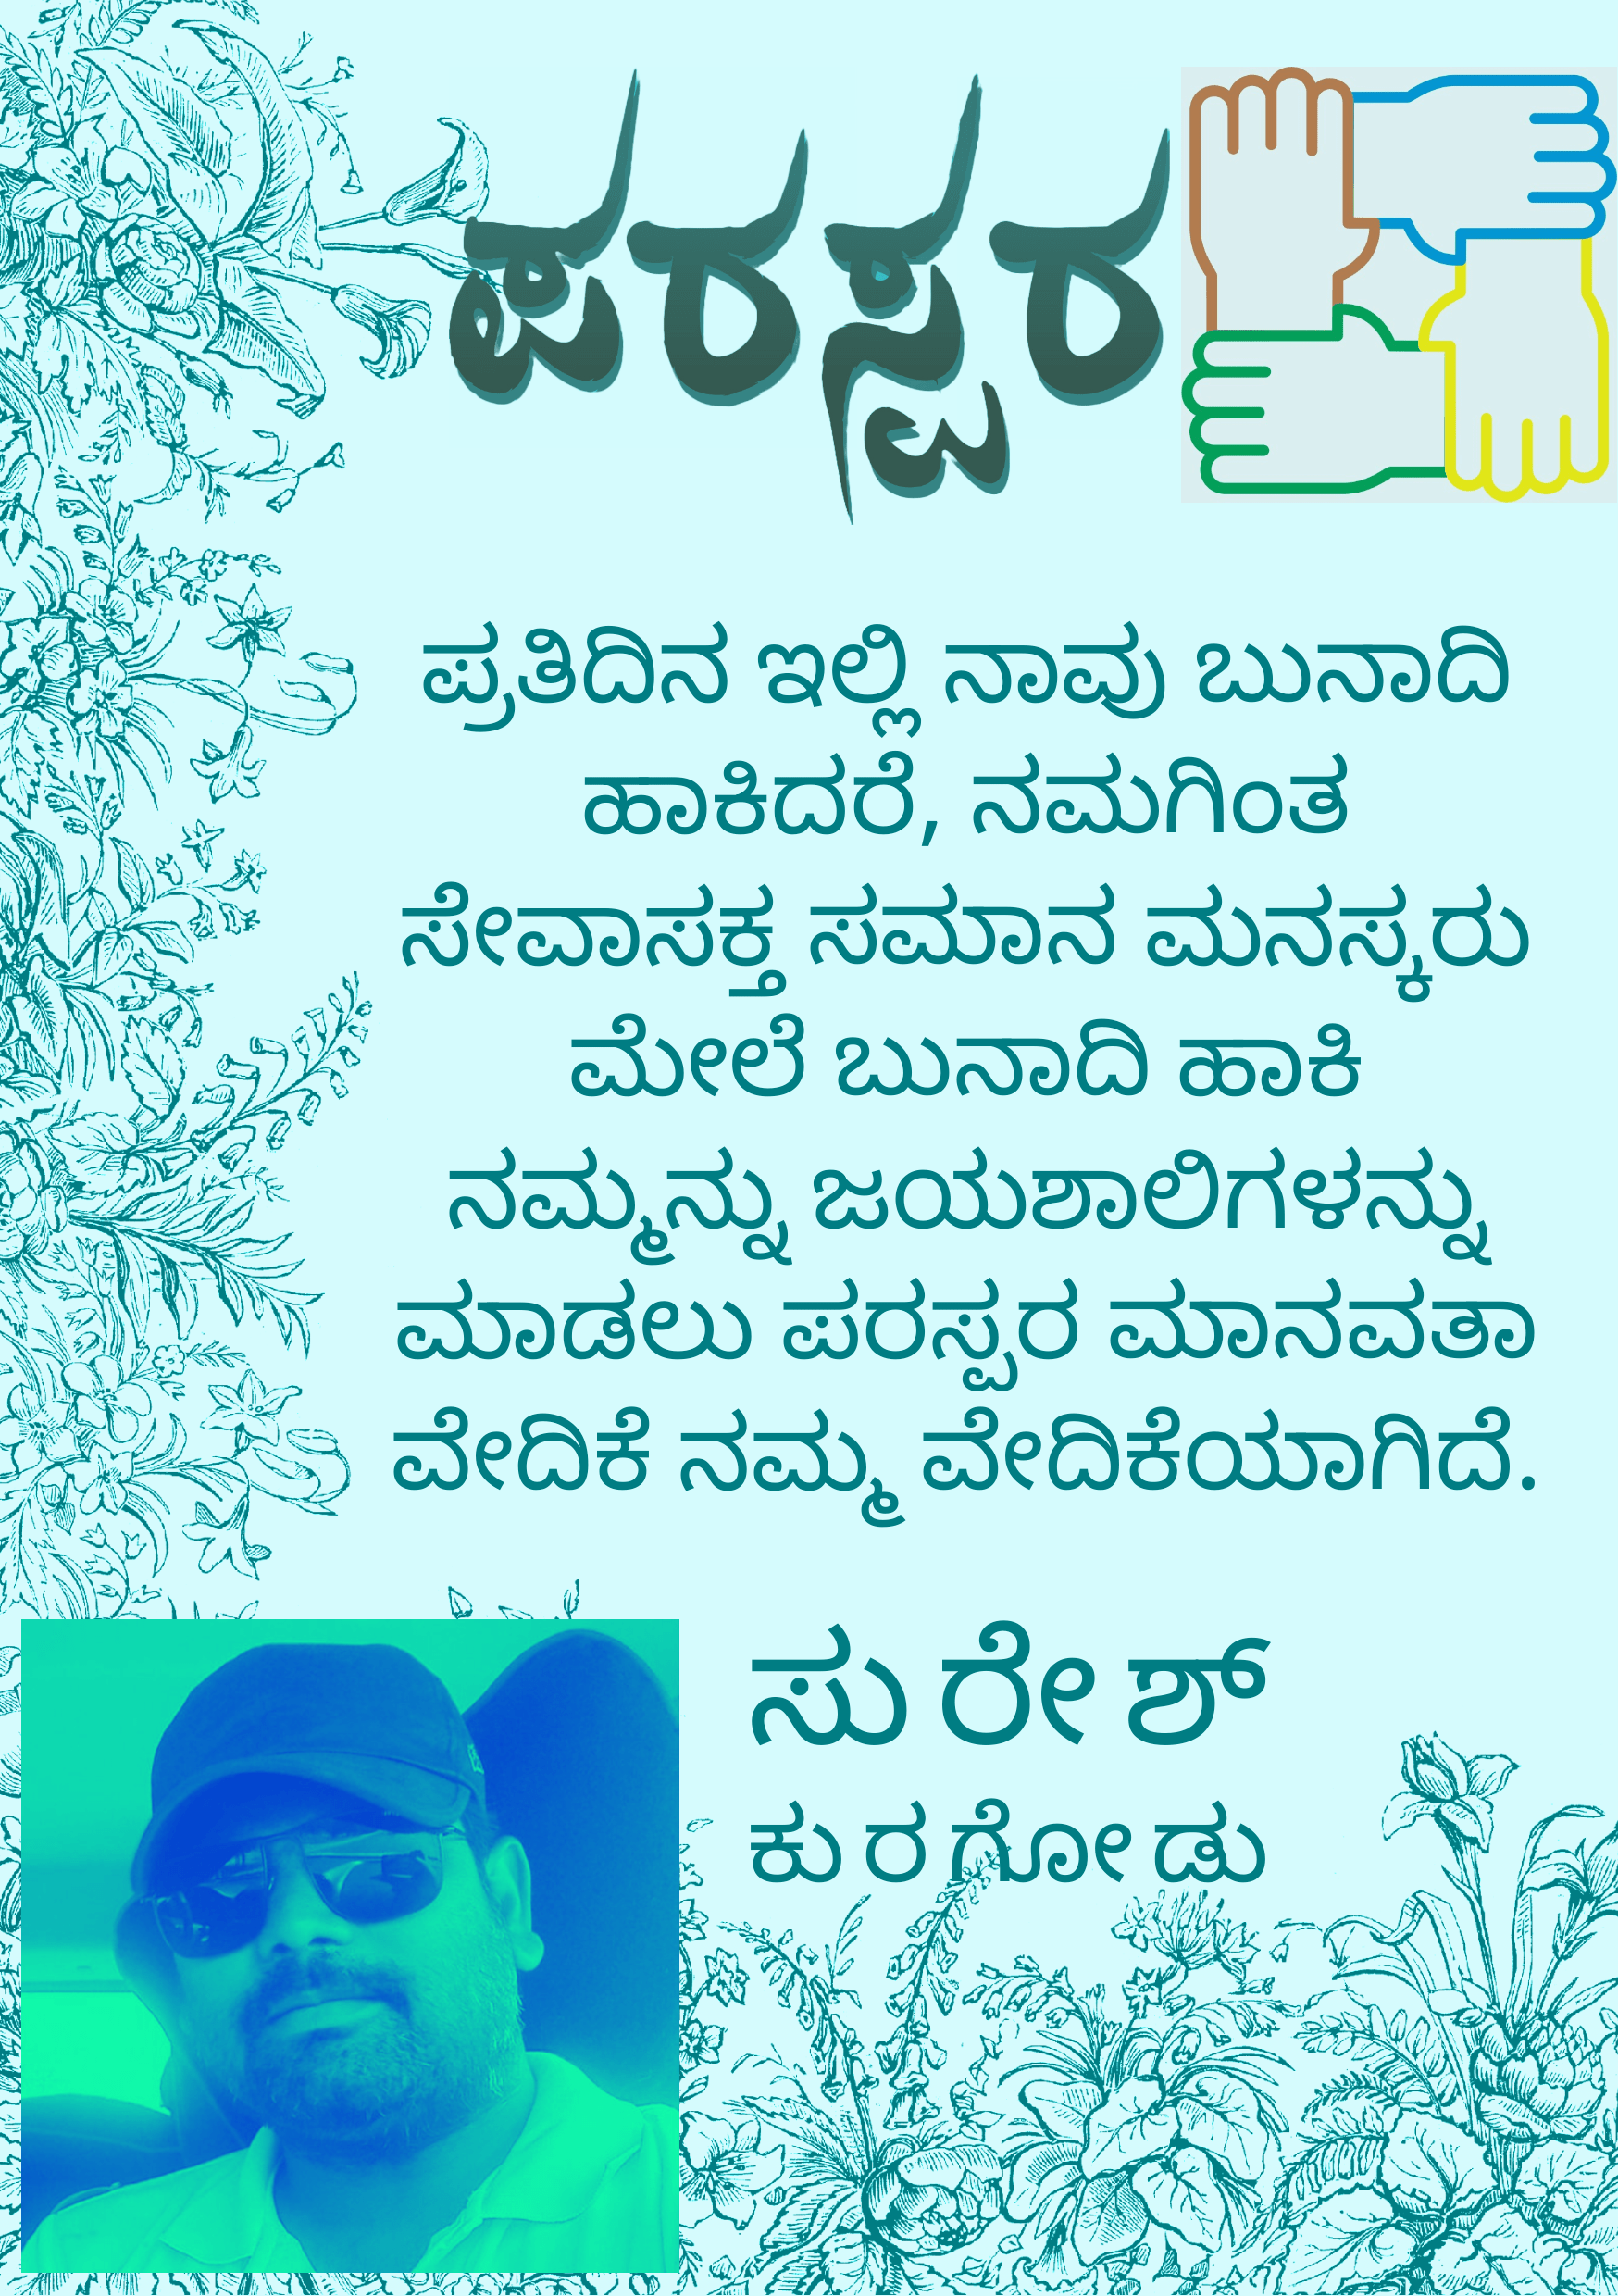 ಪರಸ್ಪರ
ಪ್ರತಿದಿನ ಇಲ್ಲಿ ನಾವು ಬುನಾದಿ
ಹಾಕಿದರೆ, ನಮಗಿಂತ
ಸೇವಾಸಕ್ತ ಸಮಾನ ಮನಸ್ಕರು
ಮೇಲೆ ಬುನಾದಿ ಹಾಕಿ
ನಮ್ಮನ್ನು ಜಯಶಾಲಿಗಳನ್ನು
ಮಾಡಲು ಪರಸ್ಪರ ಮಾನವತಾ
ವೇದಿಕೆ ನಮ್ಮ ವೇದಿಕೆಯಾಗಿದೆ.
ಸುರೇಶ್
ಕುರಗೋಡು